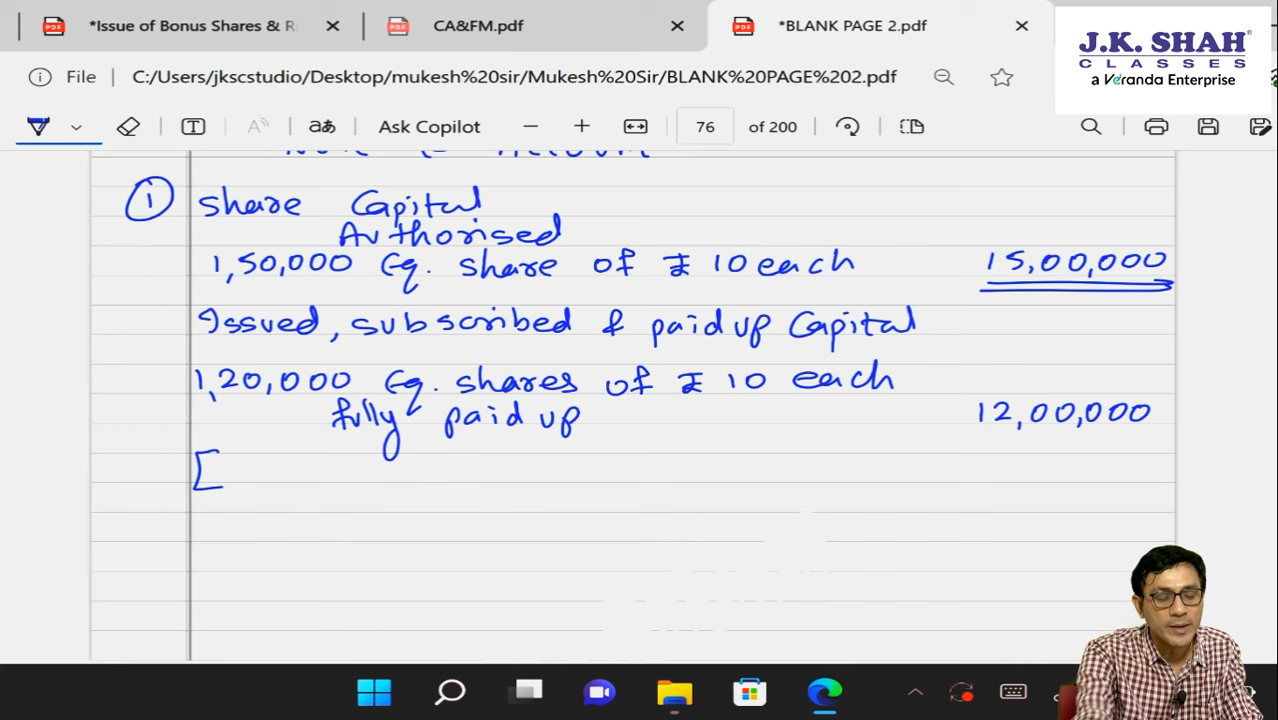 *Issue of Bonus Shares & Ri
CA&FM.pdf
*BLANK PAGE 2.pdf
J.K. SHAH®
CLASSES
a Veranda Enterprise
File
C:/Users/jkscstudio/Desktop/mukesh%20sir/Mukesh%20Sir/BLANK%20PAGE%202.pdf
Ask Copilot
76 of 200
① Share Capital
Authorised
1,50,000 Eq. share of ₹ 10 each 15,00,000
Issued, subscribed & paid up Capital
1,20,000 Eq. shares of ₹ 10 each
fully paid up 12,00,000
[